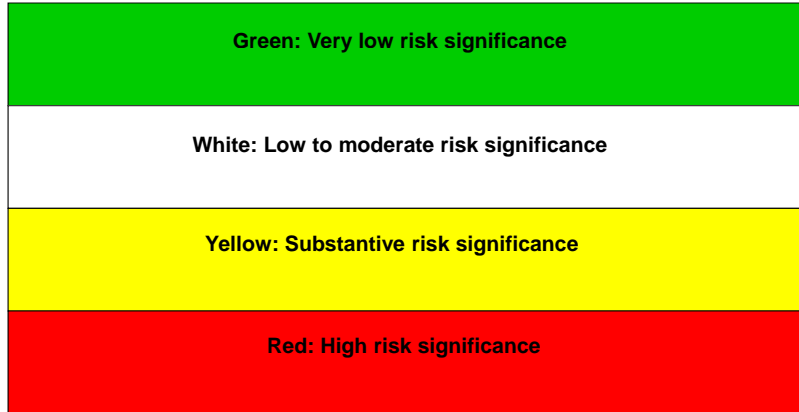 Green: Very low risk significance
White: Low to moderate risk significance
Yellow: Substantive risk significance
Red: High risk significance